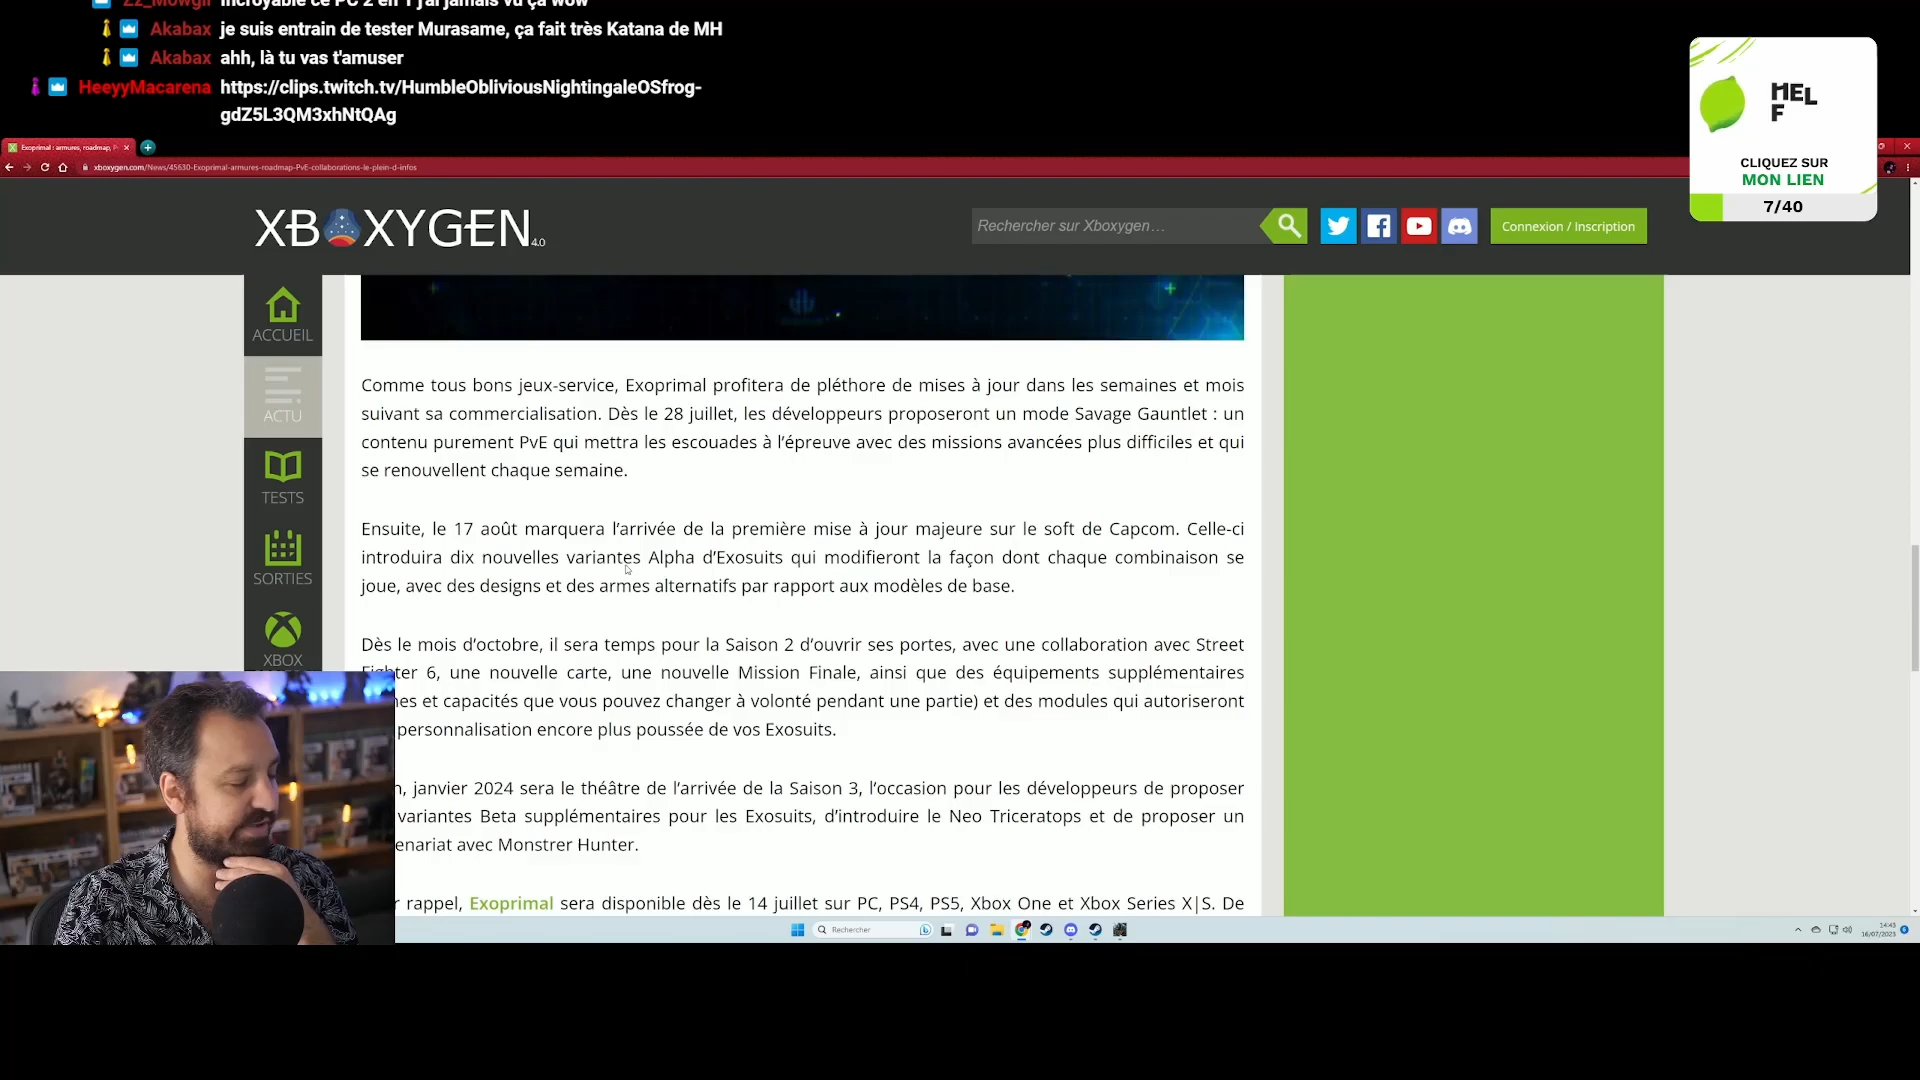 Zz_Mowgli incroyable ce PC 2 en 1 j'ai jamais vu ça wow
Akabax je suis entrain de tester Murasame, ça fait très Katana de MH
Akabax ahh, là tu vas t'amuser
HeeyyMacarena https://clips.twitch.tv/HumbleObliviousNightingaleOSfrog-
gdZ5L3QM3xhNtQAg
MEL
F
CLIQUEZ SUR
MON LIEN
7/40
Exoprimal : armures, roadmap, P
xboxygen.com/News/45630-Exoprimal-armures-roadmap-PvE-collaborations-le-plein-d-infos
XBOXYGEN 4.0
Rechercher sur Xboxygen…
Connexion / Inscription
ACCUEIL
ACTU
TESTS
SORTIES
XBOX
Comme tous bons jeux-service, Exoprimal profitera de pléthore de mises à jour dans les semaines et mois
suivant sa commercialisation. Dès le 28 juillet, les développeurs proposeront un mode Savage Gauntlet : un
contenu purement PvE qui mettra les escouades à l’épreuve avec des missions avancées plus difficiles et qui
se renouvellent chaque semaine.
Ensuite, le 17 août marquera l’arrivée de la première mise à jour majeure sur le soft de Capcom. Celle-ci
introduira dix nouvelles variantes Alpha d’Exosuits qui modifieront la façon dont chaque combinaison se
joue, avec des designs et des armes alternatifs par rapport aux modèles de base.
Dès le mois d’octobre, il sera temps pour la Saison 2 d’ouvrir ses portes, avec une collaboration avec Street
Fighter 6, une nouvelle carte, une nouvelle Mission Finale, ainsi que des équipements supplémentaires
et capacités que vous pouvez changer à volonté pendant une partie) et des modules qui autoriseront
personnalisation encore plus poussée de vos Exosuits.
janvier 2024 sera le théâtre de l’arrivée de la Saison 3, l’occasion pour les développeurs de proposer
variantes Beta supplémentaires pour les Exosuits, d’introduire le Neo Triceratops et de proposer un
enariat avec Monstrer Hunter.
rappel, Exoprimal sera disponible dès le 14 juillet sur PC, PS4, PS5, Xbox One et Xbox Series X|S. De
Rechercher
14:43
16/07/2023